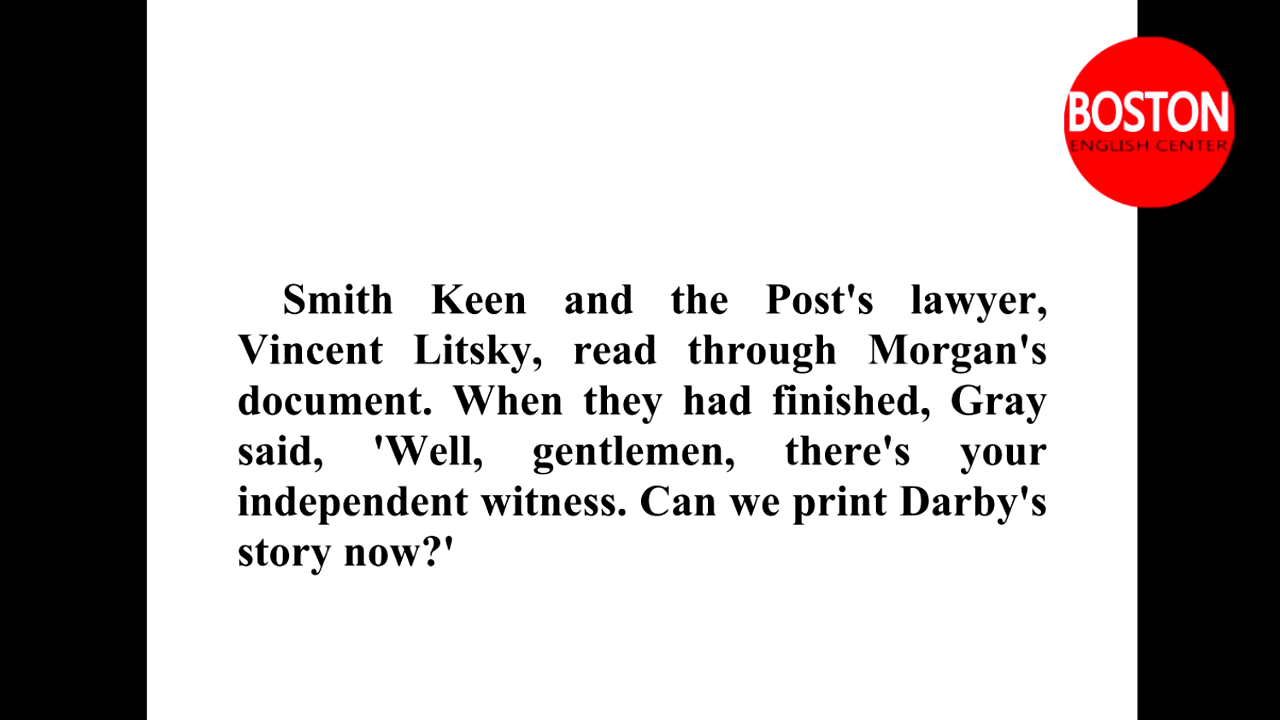 BOSTON
ENGLISH CENTER
Smith Keen and the Post's lawyer,
Vincent Litsky, read through Morgan's
document. When they had finished, Gray
said, 'Well, gentlemen, there's your
independent witness. Can we print Darby's
story now?'